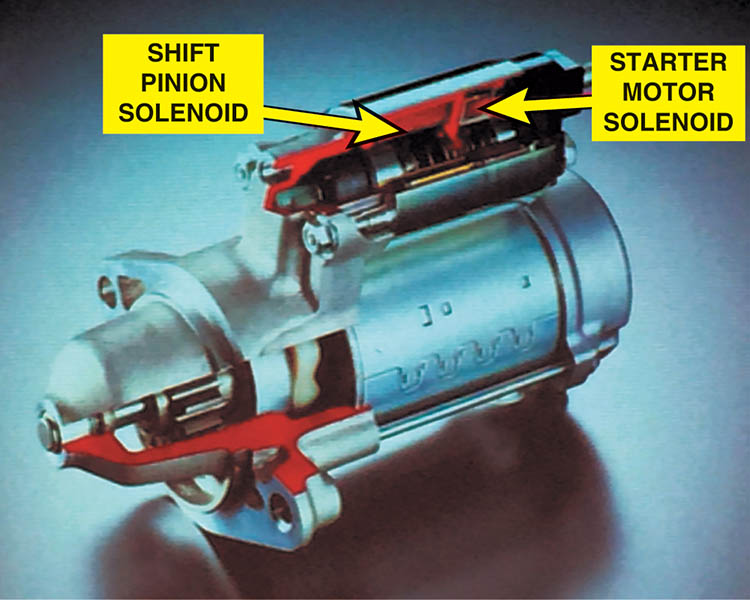 SHIFT
PINION
SOLENOID
STARTER
MOTOR
SOLENOID